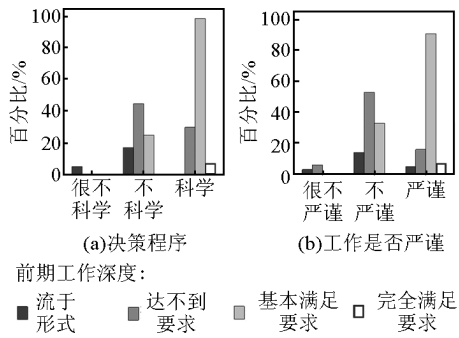 100
80
60
40
20
0
百分比/%
很不
科学
不
科学
科学
(a)决策程序
100
80
60
40
20
0
百分比/%
很不
严谨
不
严谨
严谨
(b)工作是否严谨
前期工作深度:
流于
形式
达不到
要求
基本满足
要求
完全满足
要求